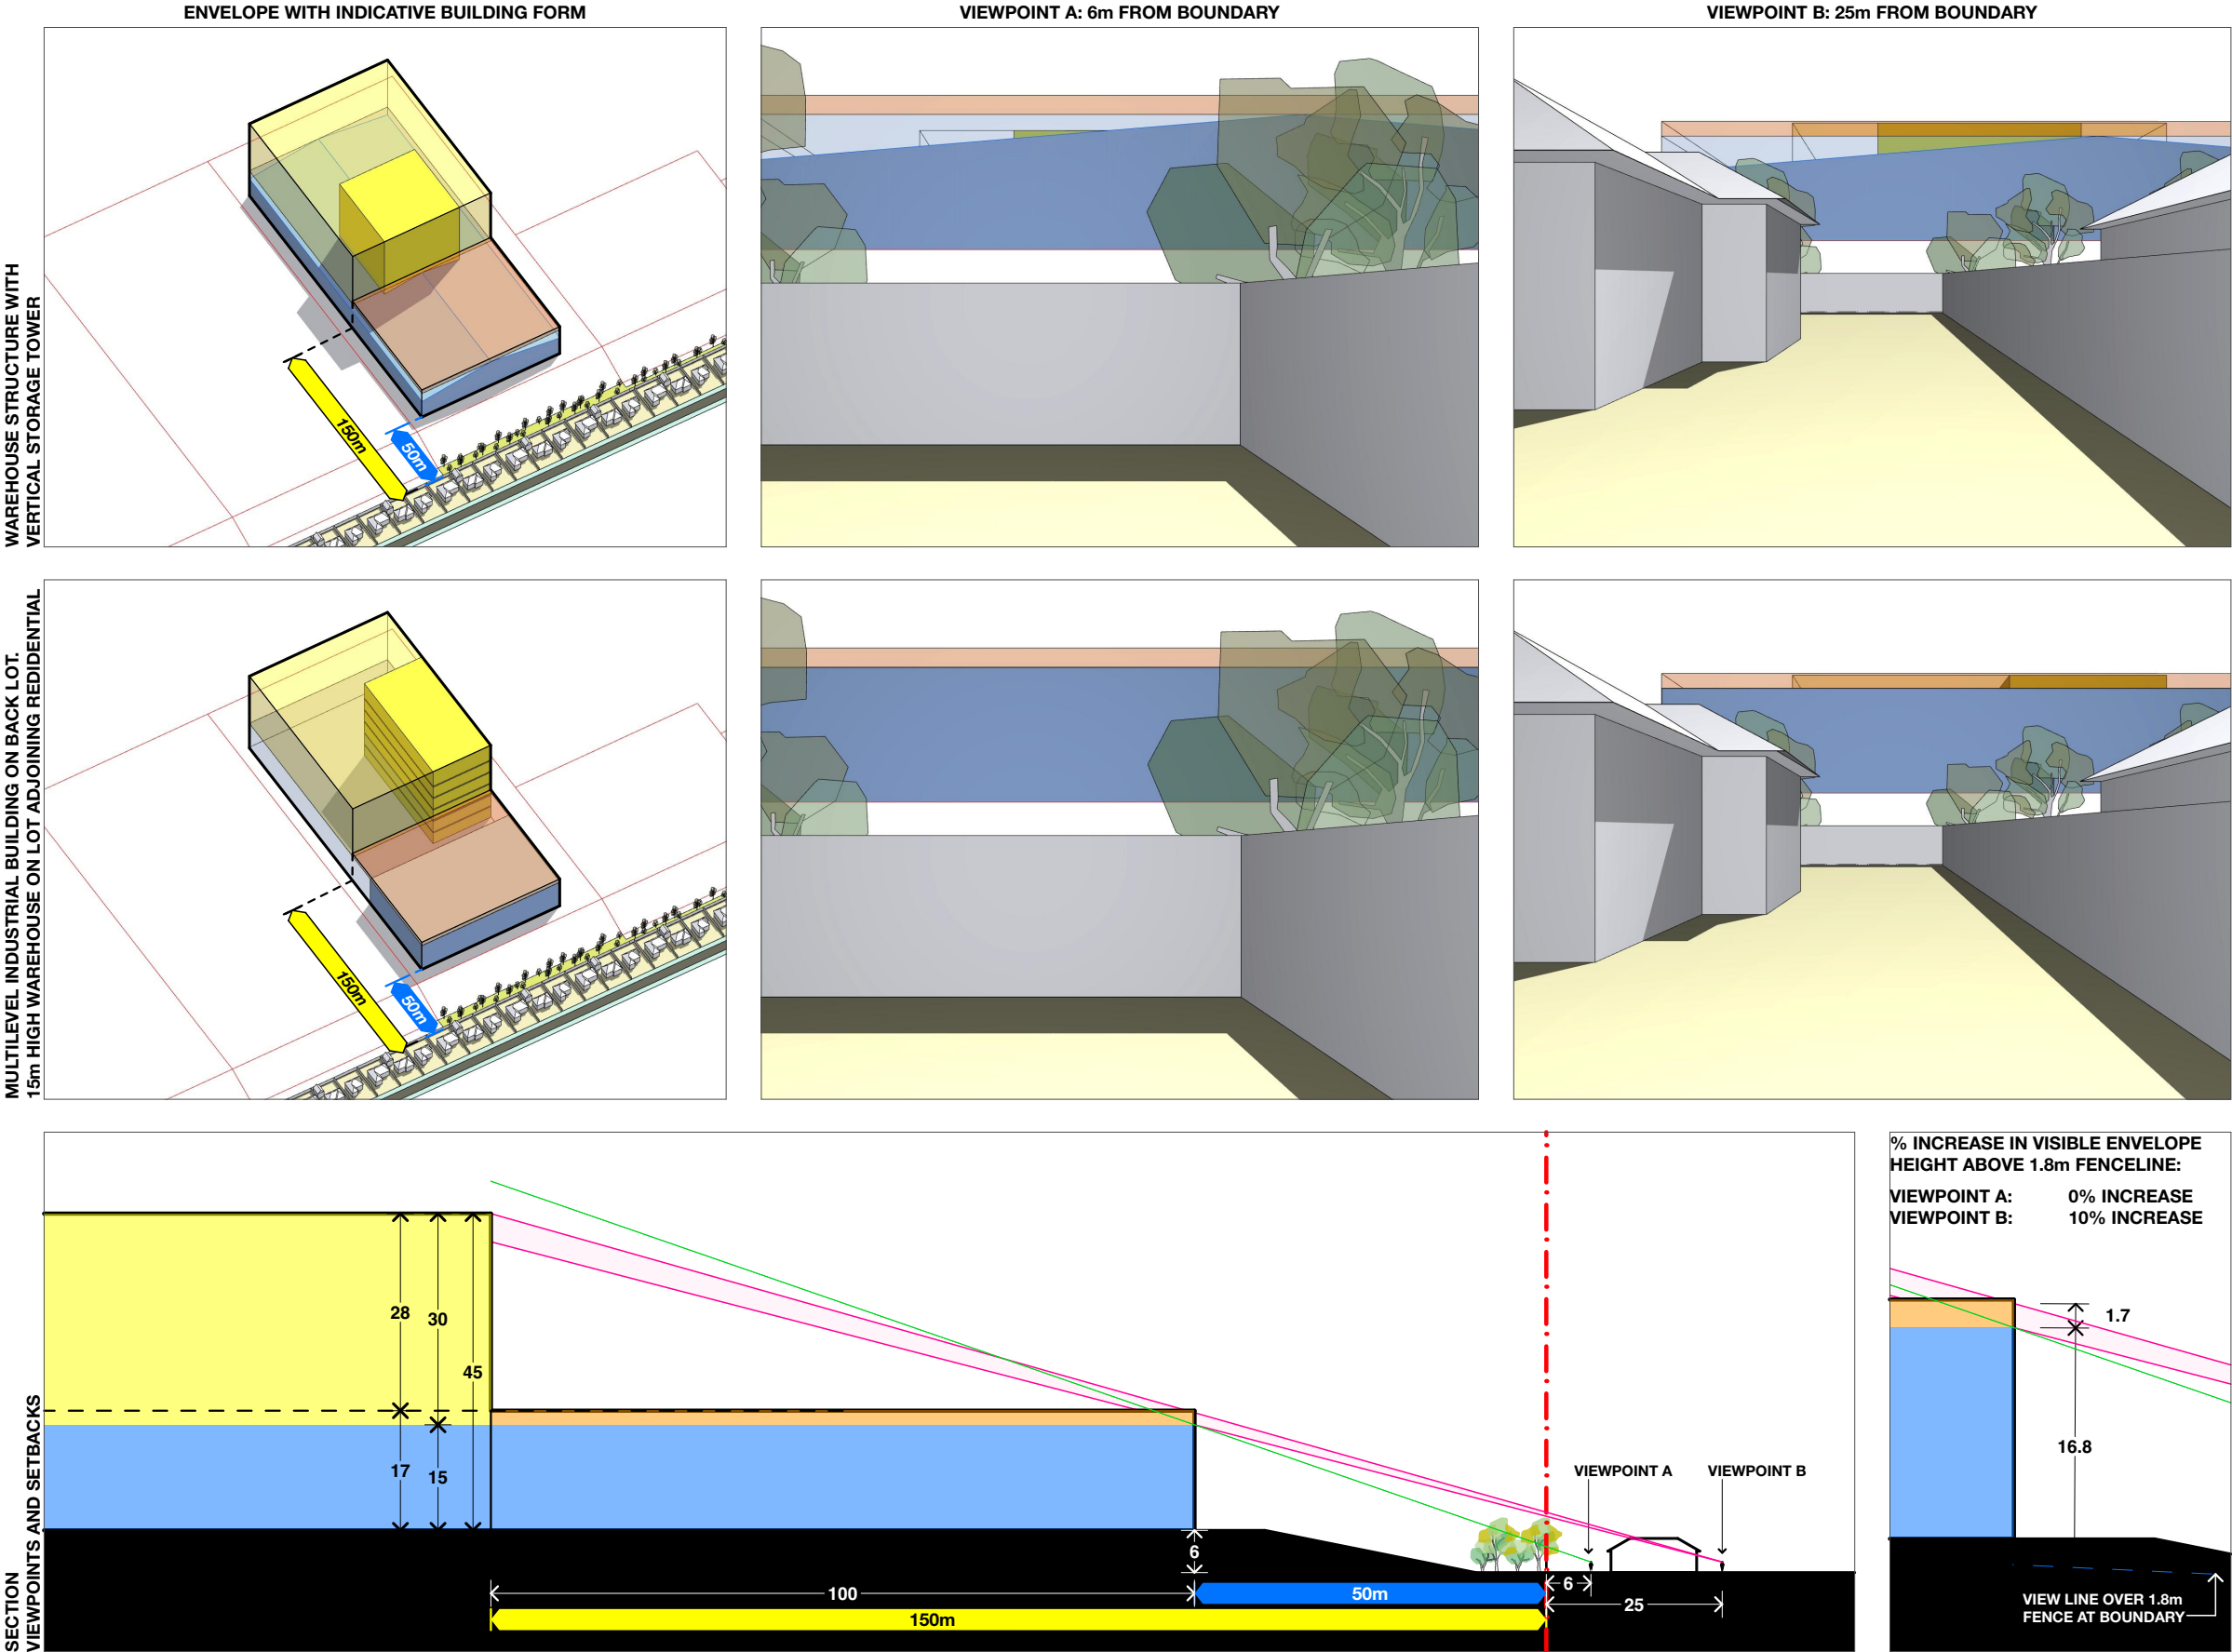 ENVELOPE WITH INDICATIVE BUILDING FORM
VIEWPOINT A: 6m FROM BOUNDARY
VIEWPOINT B: 25m FROM BOUNDARY
WAREHOUSE STRUCTURE WITH
VERTICAL STORAGE TOWER
150m
50m
MULTILEVEL INDUSTRIAL BUILDING ON BACK LOT.
15m HIGH WAREHOUSE ON LOT ADJOINING REDIDENTIAL
150m
50m
SECTION
VIEWPOINTS AND SETBACKS
28
30
45
17
15
VIEWPOINT A
VIEWPOINT B
6
100
50m
6
25
150m
% INCREASE IN VISIBLE ENVELOPE
HEIGHT ABOVE 1.8m FENCELINE:
VIEWPOINT A: 0% INCREASE
VIEWPOINT B: 10% INCREASE
1.7
16.8
VIEW LINE OVER 1.8m
FENCE AT BOUNDARY